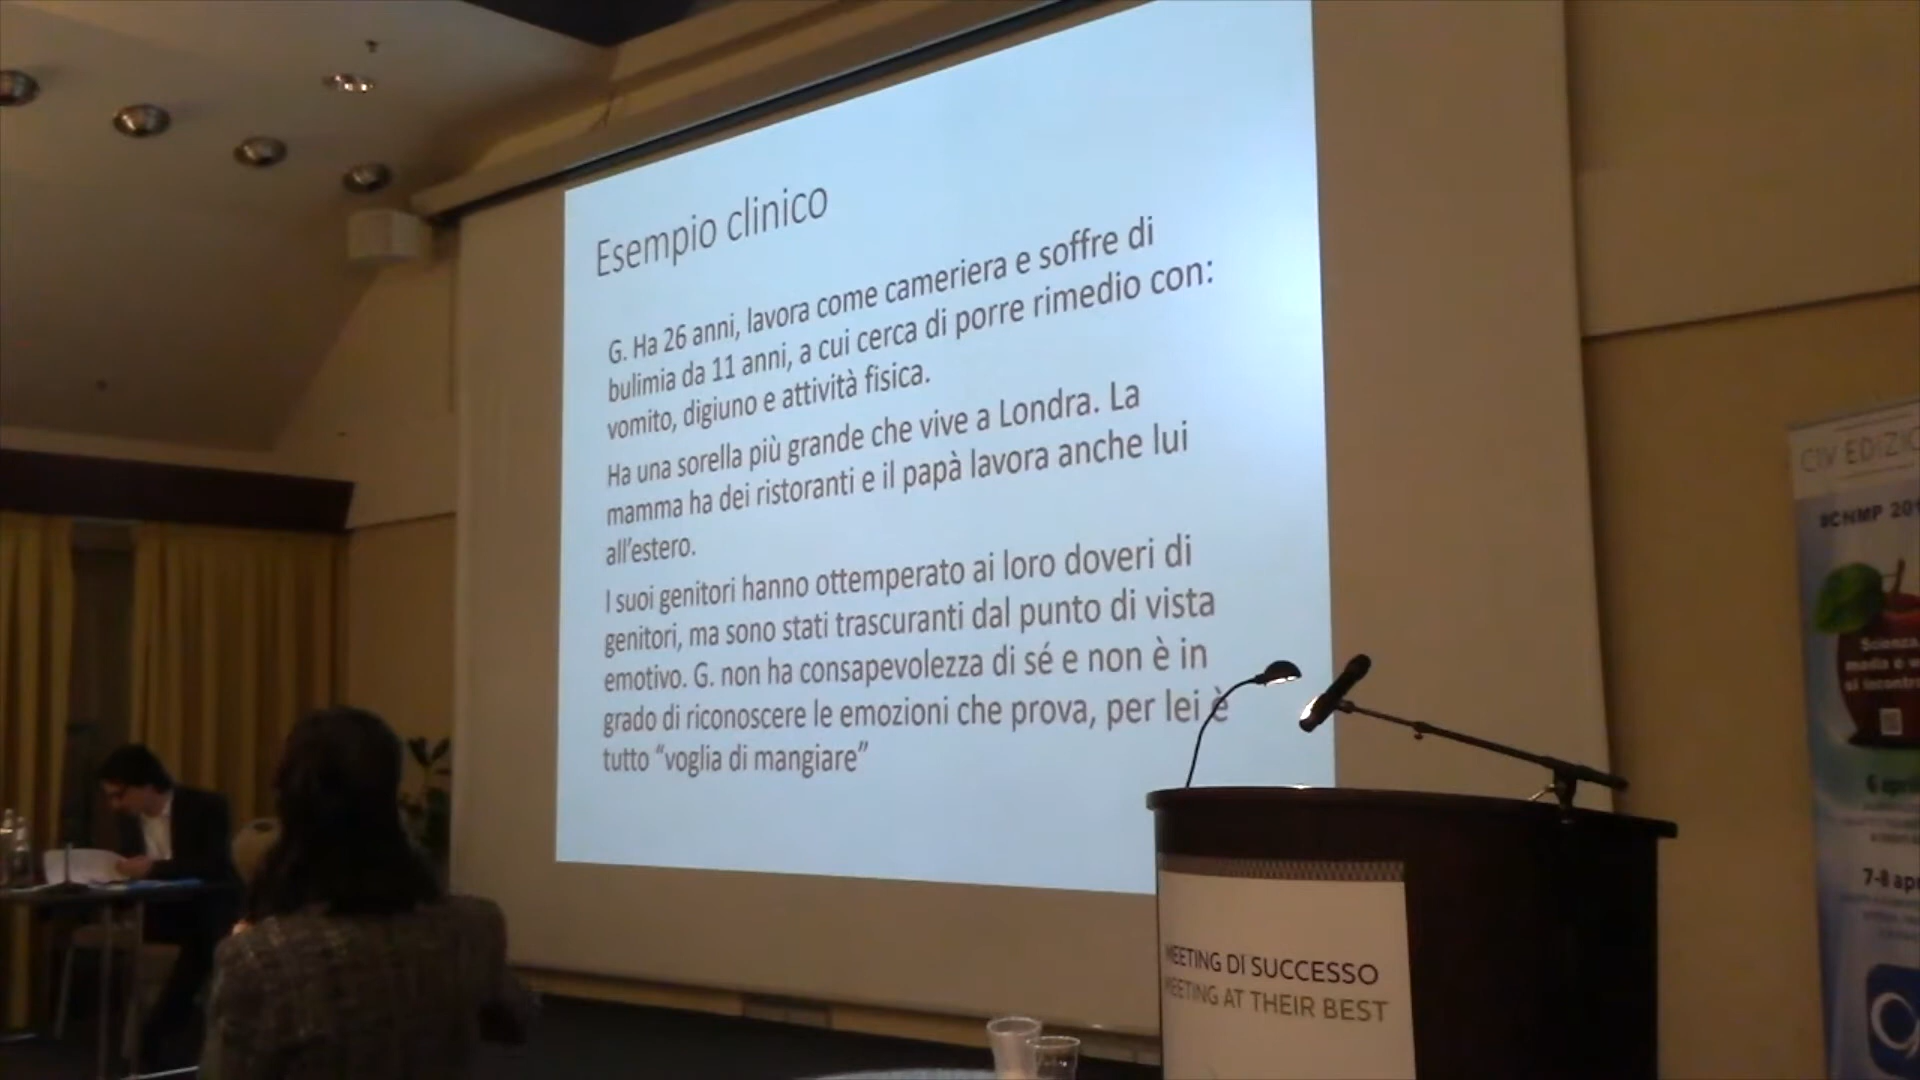 Esempio clinico
G. Ha 26 anni, lavora come cameriera e soffre di
bulimia da 11 anni, a cui cerca di porre rimedio con:
vomito, digiuno e attività fisica.
Ha una sorella più grande che vive a Londra. La
mamma ha dei ristoranti e il papà lavora anche lui
all'estero.
I suoi genitori hanno ottemperato ai loro doveri di
genitori, ma sono stati trascuranti dal punto di vista
emotivo. G. non ha consapevolezza di sé e non è in
grado di riconoscere le emozioni che prova, per lei è
tutto “voglia di mangiare”
MEETING DI SUCCESSO
MEETING AT THEIR BEST
CIV EDIZIO
Scienza
6 april
7-8 apr